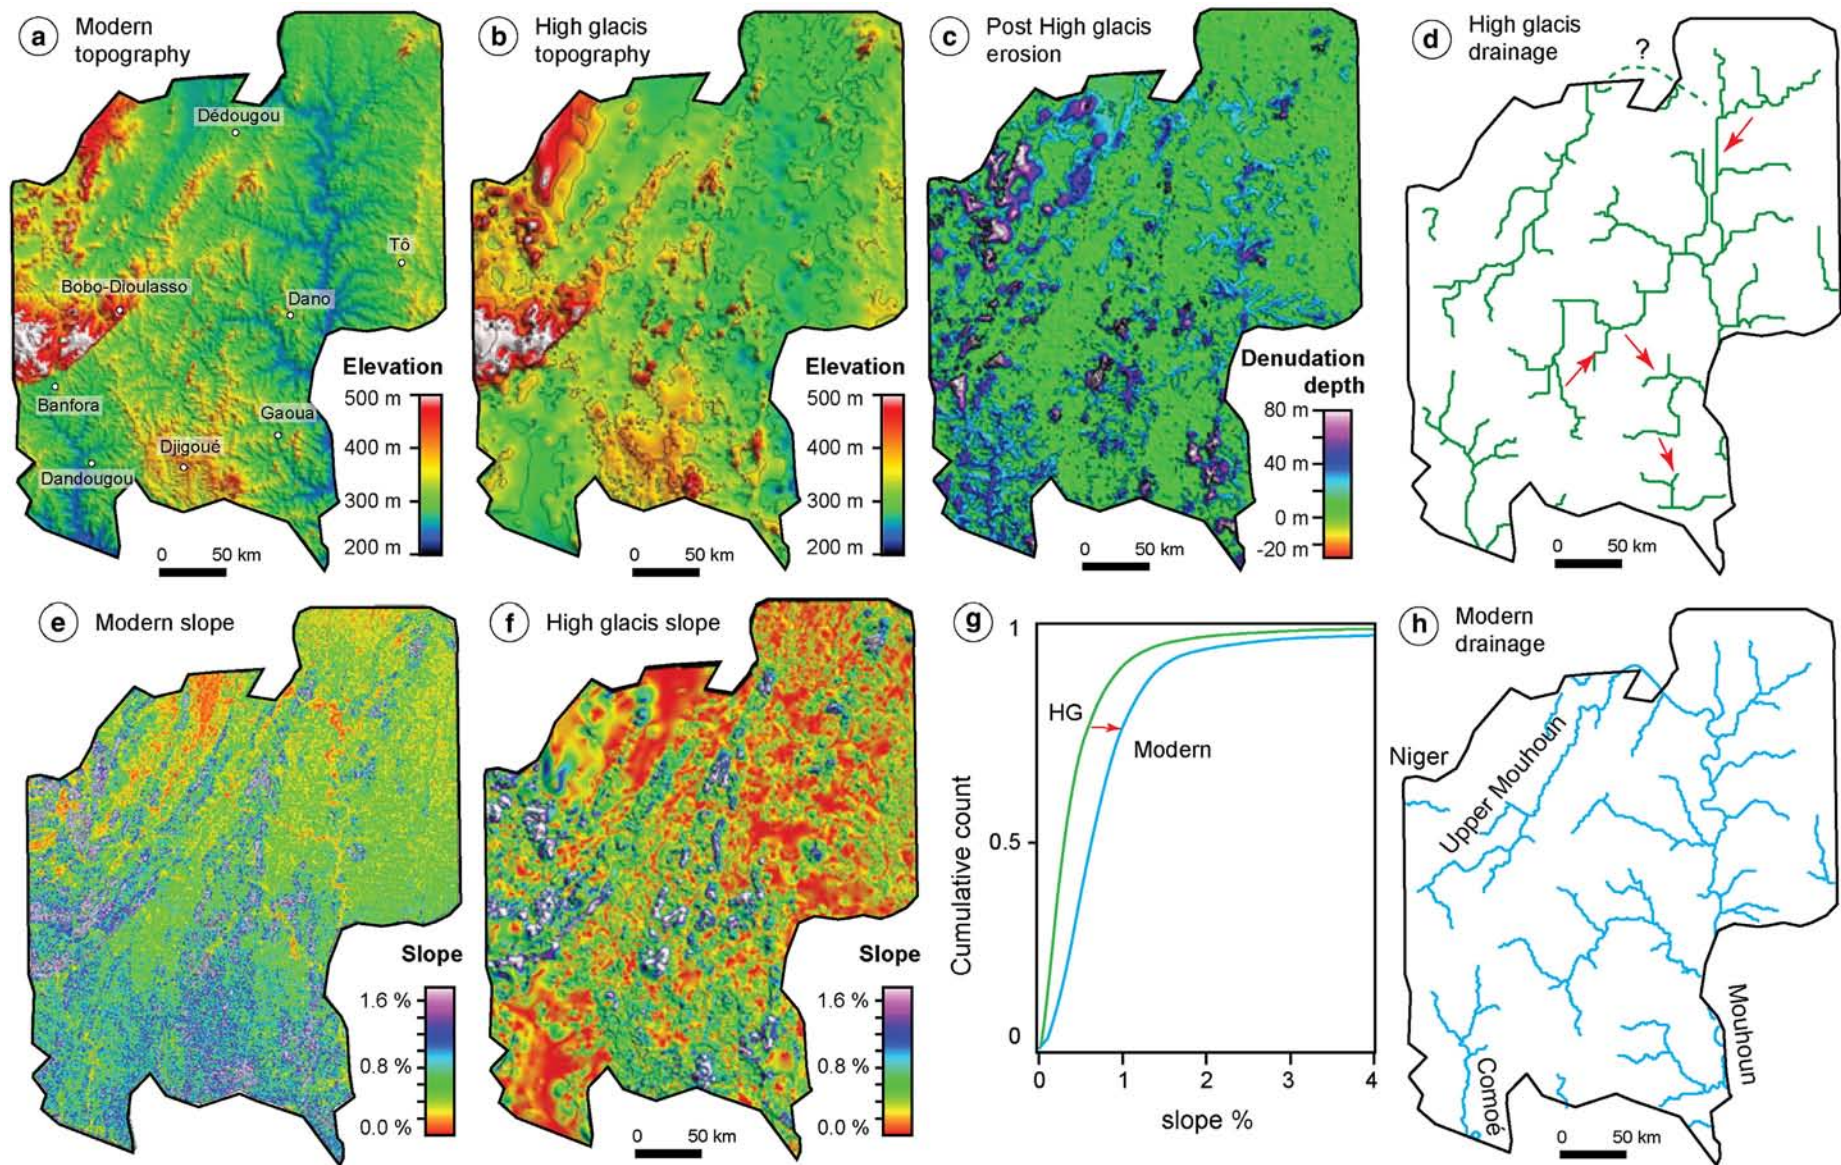 a Modern
topography
Dédougou
Tô
Bobo-Dioulasso
Dano
Banfora
Gaoua
Djigoué
Dandougou
Elevation
500 m
400 m
300 m
200 m
0 50 km
b High glacis
topography
Elevation
500 m
400 m
300 m
200 m
0 50 km
c Post High glacis
erosion
Denudation
depth
80 m
40 m
0 m
-20 m
0 50 km
d High glacis
drainage
?
0 50 km
e Modern slope
Slope
1.6 %
0.8 %
0.0 %
f High glacis slope
Slope
1.6 %
0.8 %
0.0 %
0 50 km
g
1
HG
Modern
Cumulative count
0.5
0
0 1 2 3 4
slope %
h Modern
drainage
Niger
Upper Mouhoun
Mouhoun
Comoé
0 50 km